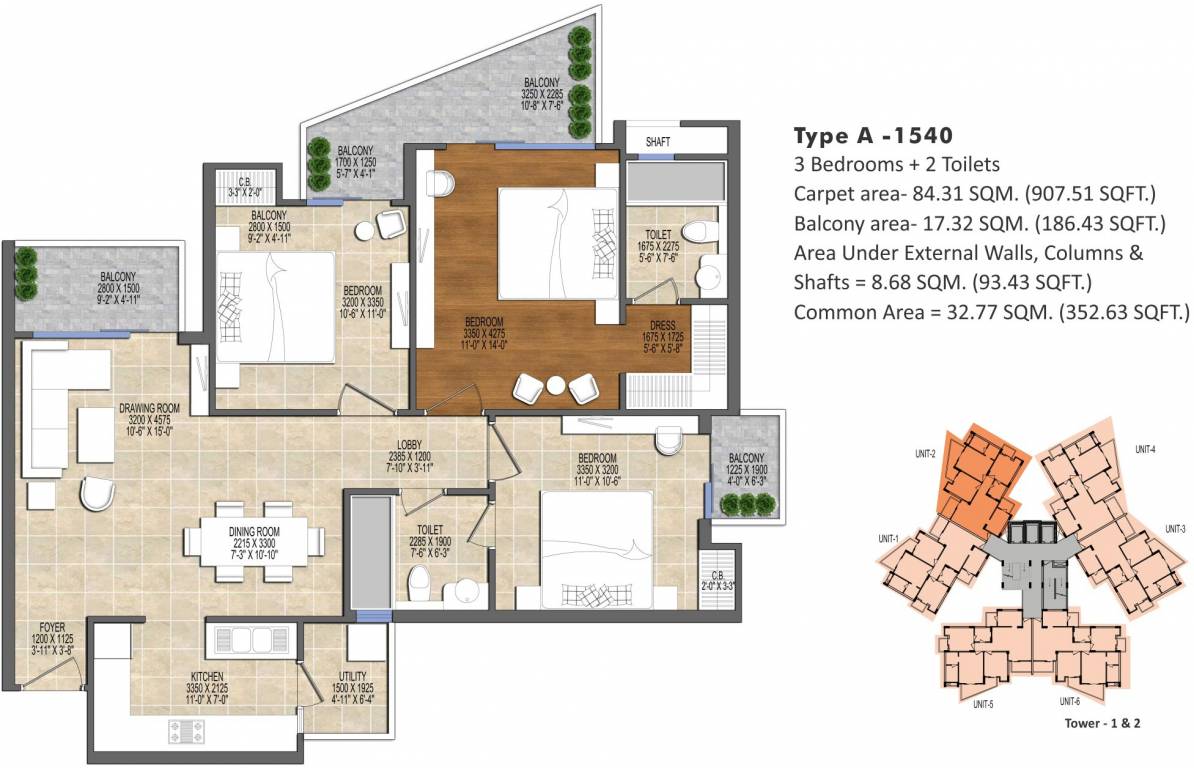 BALCONY
3250 X 2285
10'-8" X 7'-6"
BALCONY
1700 X 1250
5'-7" X 4'-1"
SHAFT
C.B.
3'-3" X 2'-0"
BALCONY
2800 X 1500
9'-2" X 4'-11"
TOILET
1675 X 2275
5'-6" X 7'-6"
BALCONY
2800 X 1500
9'-2" X 4'-11"
BEDROOM
3200 X 3350
10'-6" X 11'-0"
BEDROOM
3350 X 4275
11'-0" X 14'-0"
DRESS
1675 X 1725
5'-6" X 5'-8"
DRAWING ROOM
3200 X 4575
10'-6" X 15'-0"
LOBBY
2385 X 1200
7'-10" X 3'-11"
BEDROOM
3350 X 3200
11'-0" X 10'-6"
BALCONY
1225 X 1900
4'-0" X 6'-3"
DINING ROOM
2215 X 3300
7'-3" X 10'-10"
TOILET
2285 X 1900
7'-6" X 6'-3"
C.B.
2'-0" X 3'-3"
FOYER
1200 X 1125
3'-11" X 3'-8"
KITCHEN
3350 X 2125
11'-0" X 7'-0"
UTILITY
1500 X 1925
4'-11" X 6'-4"
Type A -1540
3 Bedrooms + 2 Toilets
Carpet area- 84.31 SQM. (907.51 SQFT.)
Balcony area- 17.32 SQM. (186.43 SQFT.)
Area Under External Walls, Columns &
Shafts = 8.68 SQM. (93.43 SQFT.)
Common Area = 32.77 SQM. (352.63 SQFT.)
UNIT-2
UNIT-4
UNIT-1
UNIT-3
UNIT-5
UNIT-6
Tower - 1 & 2